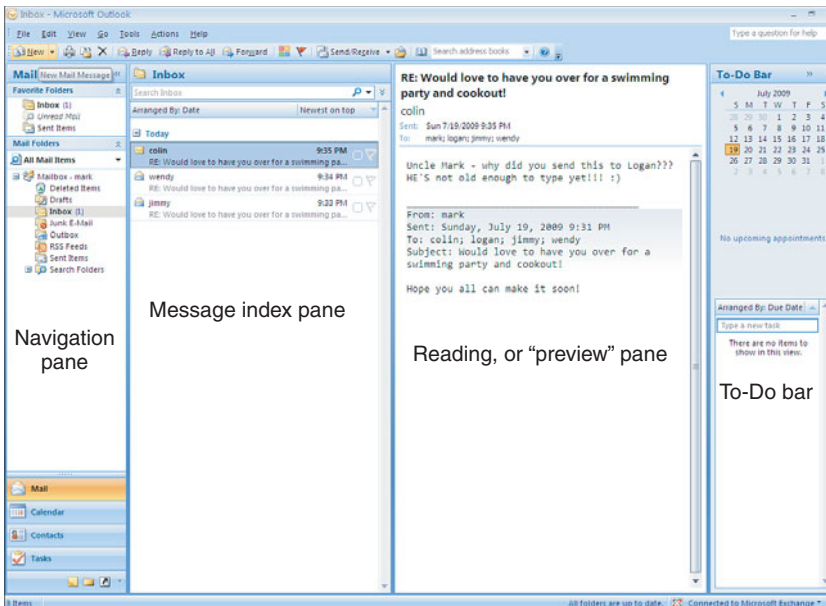 Inbox - Microsoft Outlook
File Edit View Go Tools Actions Help
Type a question for help
New Reply Reply to All Forward Send/Receive Search address books
Mail
New Mail Message
Favorite Folders
Inbox (1)
Unread Mail
Sent Items
Mail Folders
All Mail Items
Mailbox - mark
Deleted Items
Drafts
Inbox (1)
Junk E-Mail
Outbox
RSS Feeds
Sent Items
Search Folders
Navigation
pane
Mail
Calendar
Contacts
Tasks
Inbox
Search Inbox
Arranged By: Date Newest on top
Today
colin 9:35 PM
RE: Would love to have you over for a swimming pa...
wendy 9:34 PM
RE: Would love to have you over for a swimming pa...
jimmy 9:33 PM
RE: Would love to have you over for a swimming pa...
Message index pane
RE: Would love to have you over for a swimming
party and cookout!
colin
Sent: Sun 7/19/2009 9:35 PM
To: mark; logan; jimmy; wendy
Uncle Mark - why did you send this to Logan???
HE'S not old enough to type yet!!! :)
From: mark
Sent: Sunday, July 19, 2009 9:31 PM
To: colin; logan; jimmy; wendy
Subject: Would love to have you over for a
swimming party and cookout!
Hope you all can make it soon!
Reading, or “preview” pane
To-Do Bar
July 2009
S M T W T F S
28 29 30 1 2 3 4
5 6 7 8 9 10 11
12 13 14 15 16 17 18
19 20 21 22 23 24 25
26 27 28 29 30 31 1
2 3 4 5 6 7 8
No upcoming appointments.
Arranged By: Due Date
Type a new task
There are no items to
show in this view.
To-Do bar
Items
All folders are up to date. Connected to Microsoft Exchange